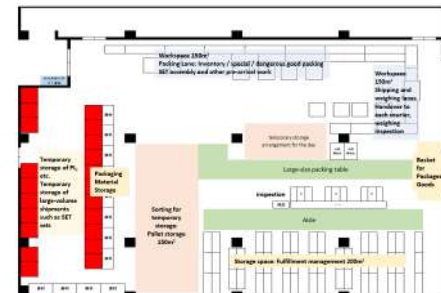 Workspace 150m²
Packing Lane: Inventory / special / dangerous good packing
SET assembly and other pre-arrival work
Workspace
150m²
Shipping and
weighing lanes
Handover to
each courier,
weighing
inspection
temporary storage
arrangement for the day
Temporary
storage of PL,
etc.
Temporary
storage of
large-volume
shipments
such as SET
sets
Packaging
Material
Storage
Large-size packing table
Basket
for
Packaged
Goods
Inspection
Sorting for
temporary
storage:
Pallet storage
100m²
Aisle
Storage space: Fulfillment management 200m²